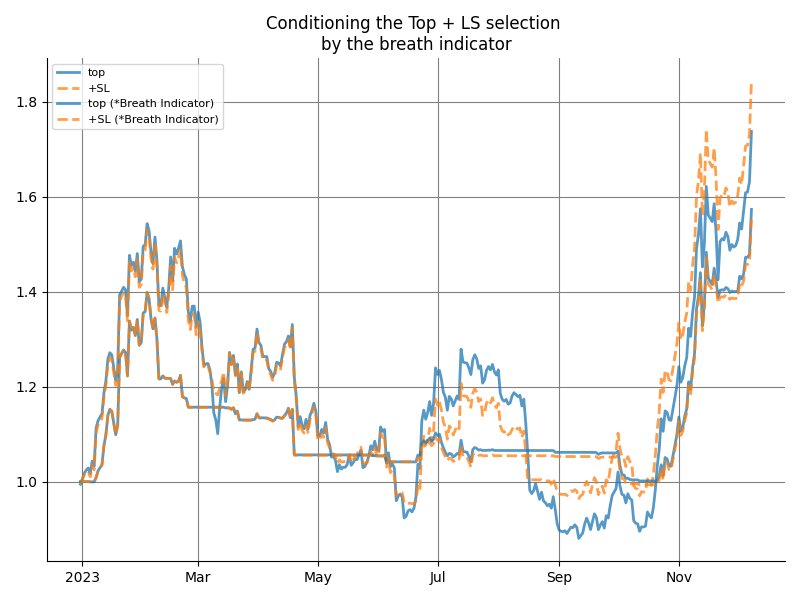 Conditioning the Top + LS selection
by the breath indicator
top
+SL
top (*Breath Indicator)
+SL (*Breath Indicator)
1.8
1.6
1.4
1.2
1.0
2023
Mar
May
Jul
Sep
Nov